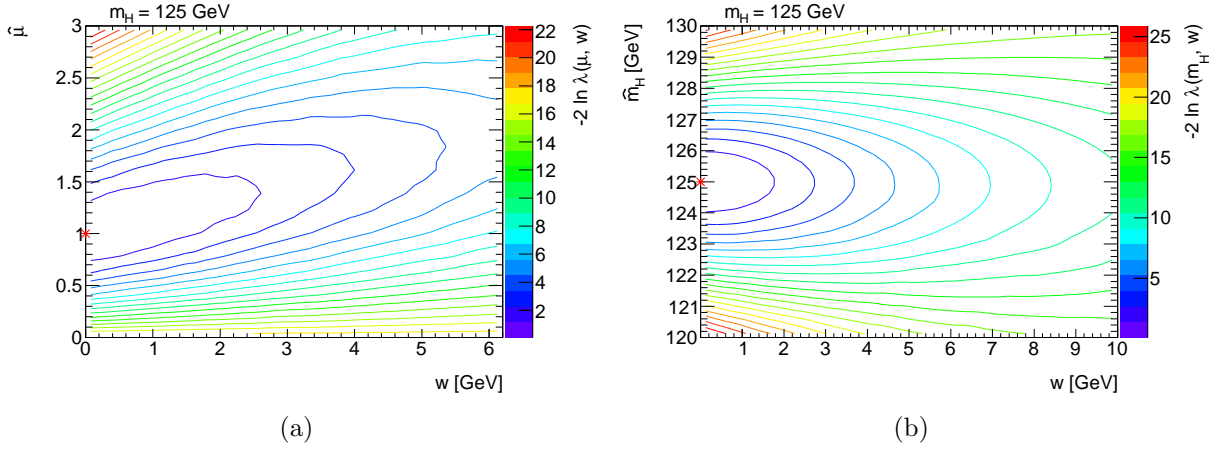 m_H = 125 GeV
μ̂
3
2.5
2
1.5
1
0.5
0
0 1 2 3 4 5 6
w [GeV]
22
20
18
16
14
12
10
8
6
4
2
-2 ln λ(μ, w)
(a)
m_H = 125 GeV
m̂_H [GeV]
130
129
128
127
126
125
124
123
122
121
120
1 2 3 4 5 6 7 8 9 10
w [GeV]
25
20
15
10
5
-2 ln λ(m_H, w)
(b)